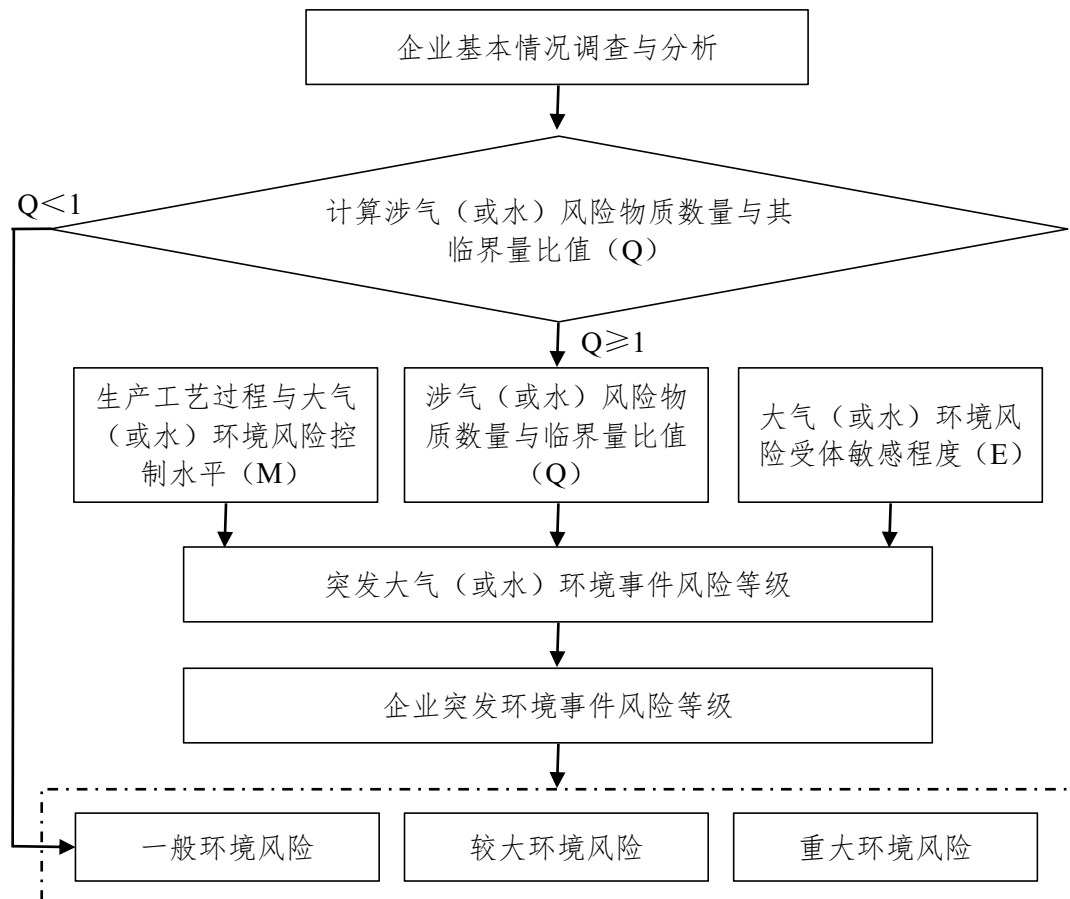 企业基本情况调查与分析
Q＜1
计算涉气（或水）风险物质数量与其
临界量比值（Q）
Q≥1
生产工艺过程与大气
（或水）环境风险控
制水平（M）
涉气（或水）风险物
质数量与临界量比值
（Q）
大气（或水）环境风
险受体敏感程度（E）
突发大气（或水）环境事件风险等级
企业突发环境事件风险等级
一般环境风险
较大环境风险
重大环境风险